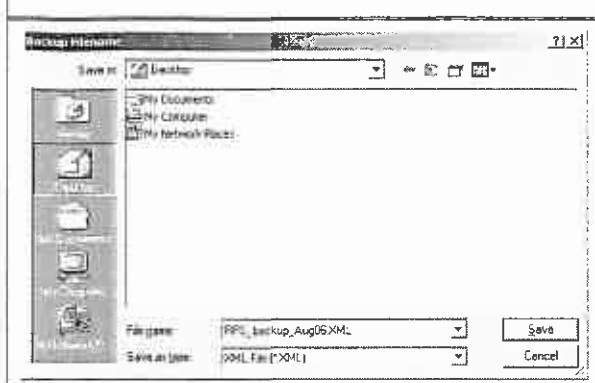 Backup Filename
Save in:
Desktop
My Documents
My Computer
My Network Places
File name:
RPS_backup_Aug06.XML
Save
Save as type:
XML File (*.XML)
Cancel